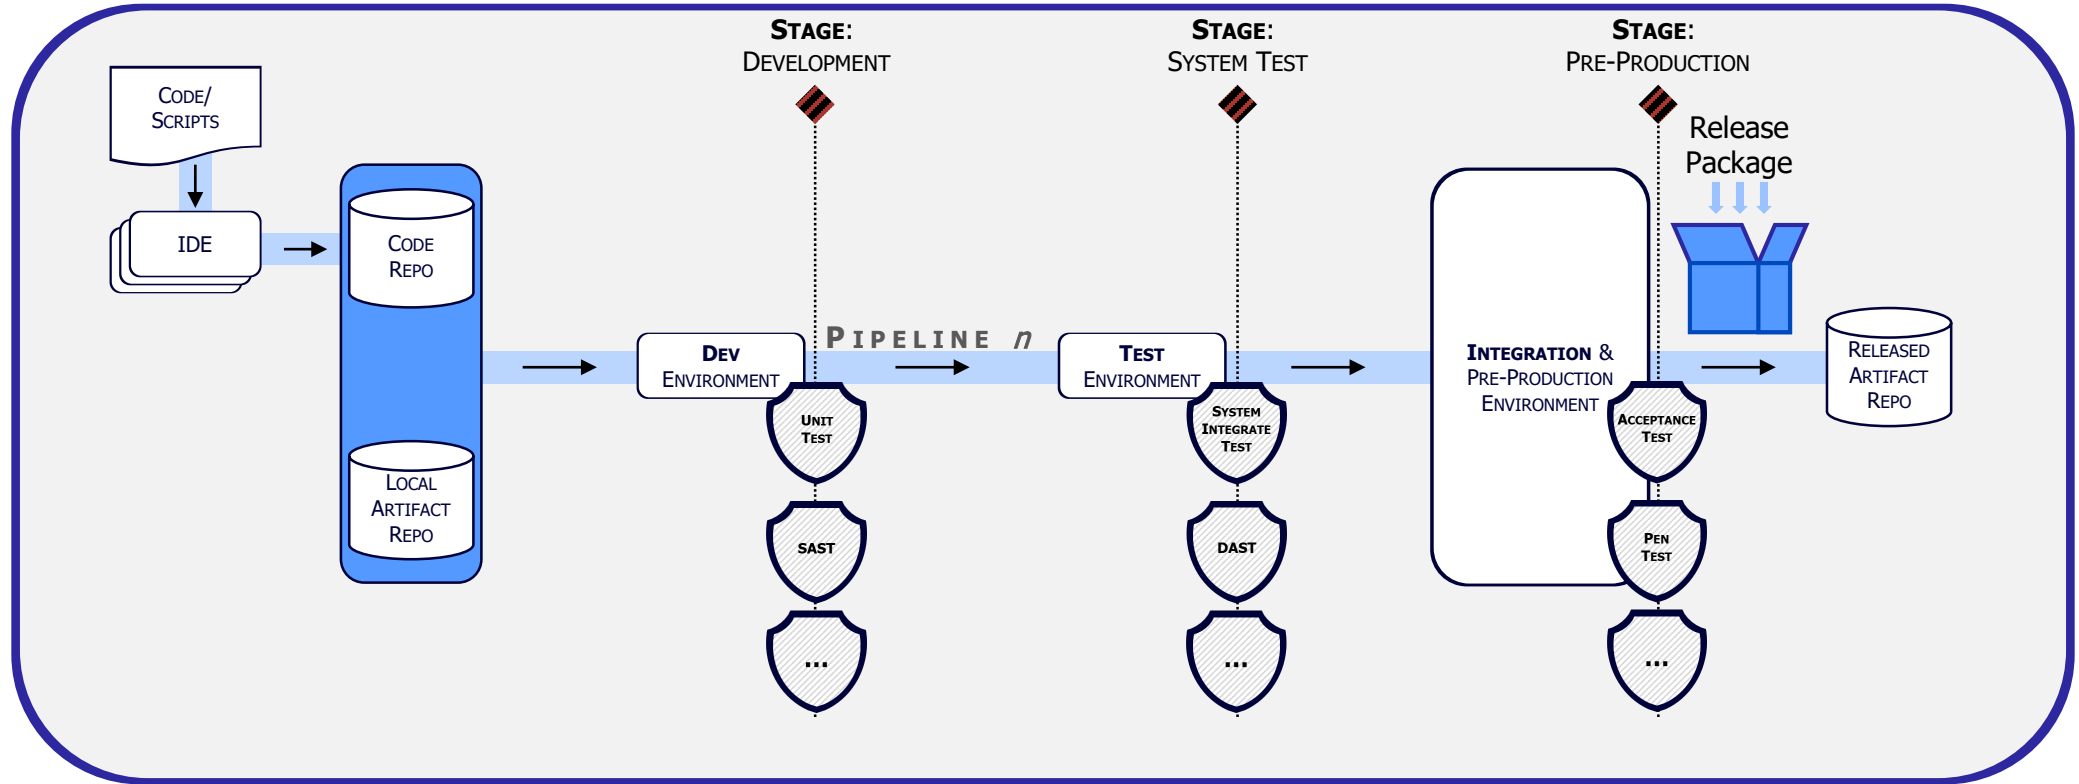 STAGE:
DEVELOPMENT
STAGE:
SYSTEM TEST
STAGE:
PRE-PRODUCTION
CODE/
SCRIPTS
IDE
CODE
REPO
LOCAL
ARTIFACT
REPO
DEV
ENVIRONMENT
PIPELINE n
TEST
ENVIRONMENT
INTEGRATION &
PRE-PRODUCTION
ENVIRONMENT
Release
Package
RELEASED
ARTIFACT
REPO
UNIT
TEST
SAST
...
SYSTEM
INTEGRATE
TEST
DAST
...
ACCEPTANCE
TEST
PEN
TEST
...